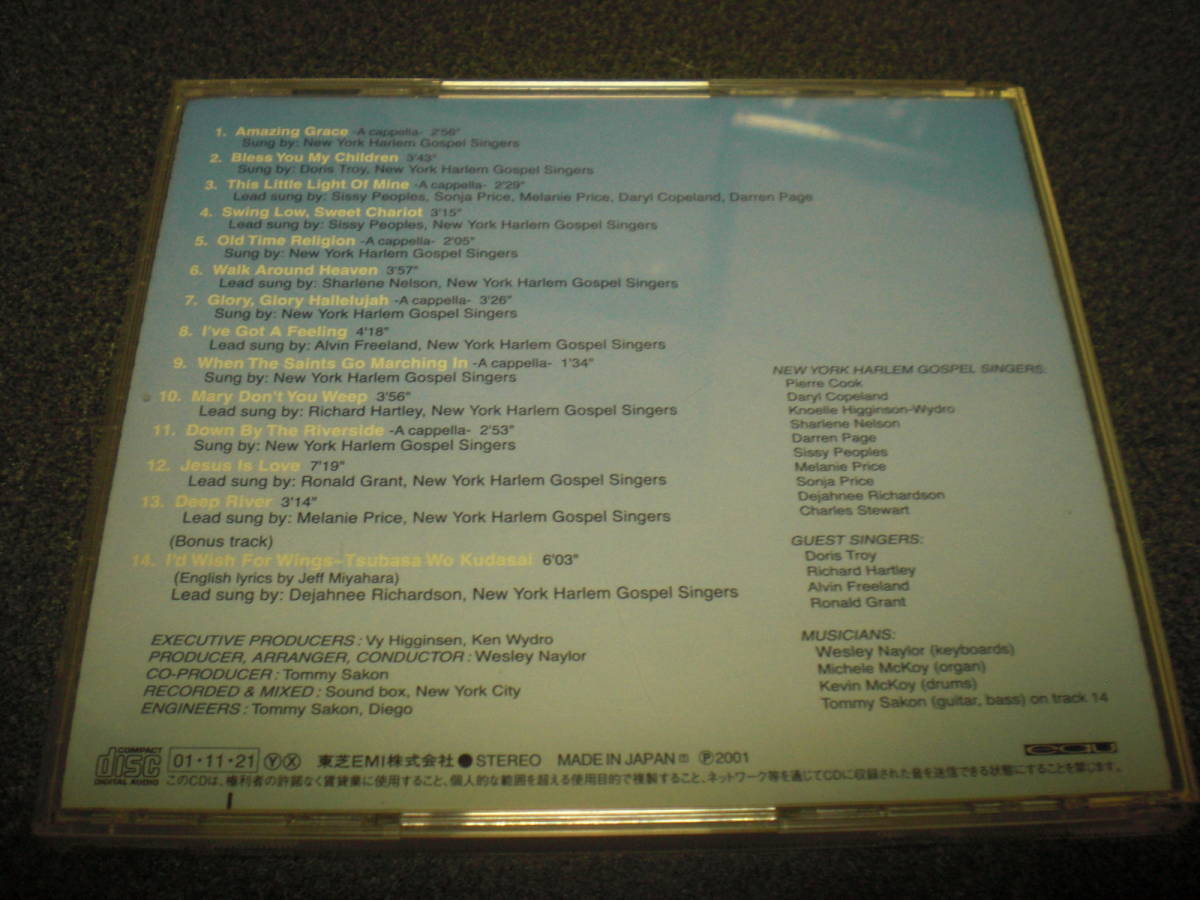 1. Amazing Grace -A cappella- 2'56"
Sung by: New York Harlem Gospel Singers
2. Bless You My Children 3'43"
Sung by: Doris Troy, New York Harlem Gospel Singers
3. This Little Light Of Mine -A cappella- 2'29"
Lead sung by: Sissy Peoples, Sonja Price, Melanie Price, Daryl Copeland, Darren Page
4. Swing Low, Sweet Chariot 3'15"
Lead sung by: Sissy Peoples, New York Harlem Gospel Singers
5. Old Time Religion -A cappella- 2'05"
Sung by: New York Harlem Gospel Singers
6. Walk Around Heaven 3'57"
Lead sung by: Sharlene Nelson, New York Harlem Gospel Singers
7. Glory, Glory Hallelujah -A cappella- 3'26"
Sung by: New York Harlem Gospel Singers
8. I've Got A Feeling 4'18"
Lead sung by: Alvin Freeland, New York Harlem Gospel Singers
9. When The Saints Go Marching In -A cappella- 1'34"
Sung by: New York Harlem Gospel Singers
10. Mary Don't You Weep 3'56"
Lead sung by: Richard Hartley, New York Harlem Gospel Singers
11. Down By The Riverside -A cappella- 2'53"
Sung by: New York Harlem Gospel Singers
12. Jesus Is Love 7'19"
Lead sung by: Ronald Grant, New York Harlem Gospel Singers
13. Deep River 3'14"
Lead sung by: Melanie Price, New York Harlem Gospel Singers
(Bonus track)
14. I'd Wish For Wings~Tsubasa Wo Kudasai 6'03"
(English lyrics by Jeff Miyahara)
Lead sung by: Dejahnee Richardson, New York Harlem Gospel Singers
EXECUTIVE PRODUCERS : Vy Higginsen, Ken Wydro
PRODUCER, ARRANGER, CONDUCTOR : Wesley Naylor
CO-PRODUCER : Tommy Sakon
RECORDED & MIXED : Sound box, New York City
ENGINEERS : Tommy Sakon, Diego
NEW YORK HARLEM GOSPEL SINGERS:
Pierre Cook
Daryl Copeland
Knoelle Higginson-Wydro
Sharlene Nelson
Darren Page
Sissy Peoples
Melanie Price
Sonja Price
Dejahnee Richardson
Charles Stewart
GUEST SINGERS:
Doris Troy
Richard Hartley
Alvin Freeland
Ronald Grant
MUSICIANS:
Wesley Naylor (keyboards)
Michele McKoy (organ)
Kevin McKoy (drums)
Tommy Sakon (guitar, bass) on track 14
CCU
COMPACT disc DIGITAL AUDIO 01・11・21 Ⓨ Ⓧ 東芝EMI株式会社 ● STEREO MADE IN JAPAN ℗2001
このCDは、権利者の許諾なく賃貸業に使用すること、個人的な範囲を超える使用目的で複製すること、ネットワーク等を通じてCDに収録された音を送信できる状態にすることを禁じます。